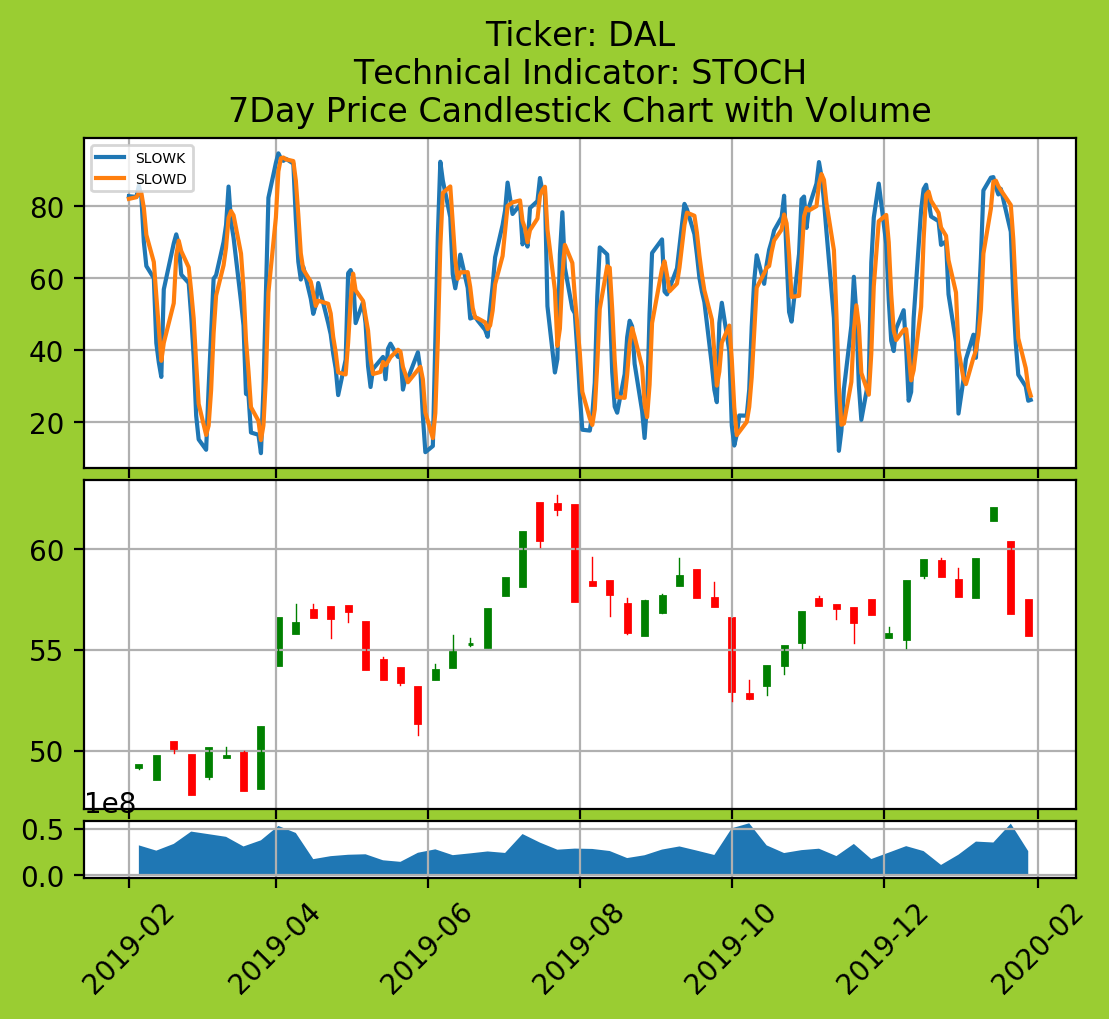 Ticker: DAL
Technical Indicator: STOCH
7Day Price Candlestick Chart with Volume
SLOWK
SLOWD
80
60
40
20
60
55
50
1e8
0.5
0.0
2019-02
2019-04
2019-06
2019-08
2019-10
2019-12
2020-02